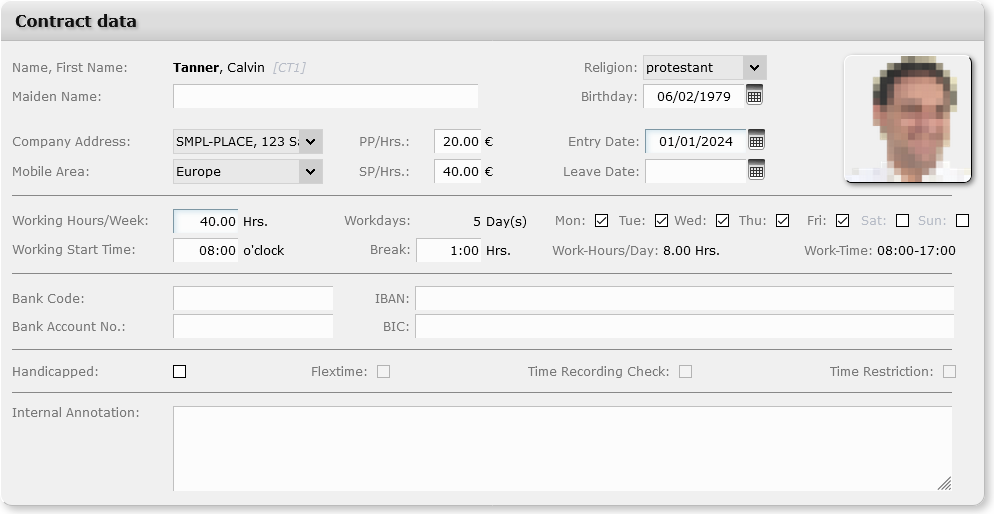 Contract data
Name, First Name: Tanner, Calvin [CT1] Religion: protestant
Maiden Name: Birthday: 06/02/1979
Company Address: SMPL-PLACE, 123 PP/Hrs.: 20.00 € Entry Date: 01/01/2024
Mobile Area: Europe SP/Hrs.: 40.00 € Leave Date:
Working Hours/Week: 40.00 Hrs. Workdays: 5 Day(s) Mon: Tue: Wed: Thu: Fri: Sat: Sun:
Working Start Time: 08:00 o'clock Break: 1:00 Hrs. Work-Hours/Day: 8.00 Hrs. Work-Time: 08:00-17:00
Bank Code: IBAN:
Bank Account No.: BIC:
Handicapped: Flextime: Time Recording Check: Time Restriction:
Internal Annotation: